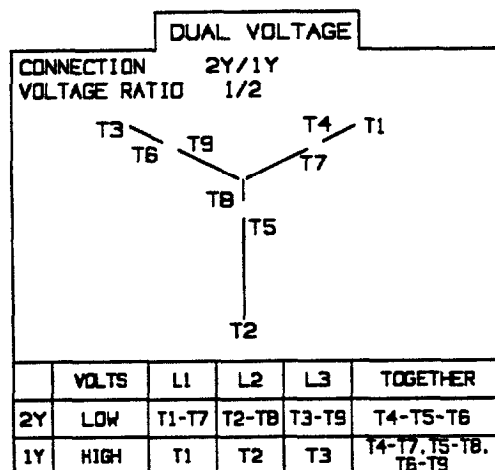 DUAL VOLTAGE
CONNECTION 2Y/1Y
VOLTAGE RATIO 1/2
T3 T4 T1
T6 T9 T7
T8
T5
T2
VOLTS L1 L2 L3 TOGETHER
2Y LOW T1-T7 T2-T8 T3-T9 T4-T5-T6
1Y HIGH T1 T2 T3 T4-T7,T5-T8,
T6-T9